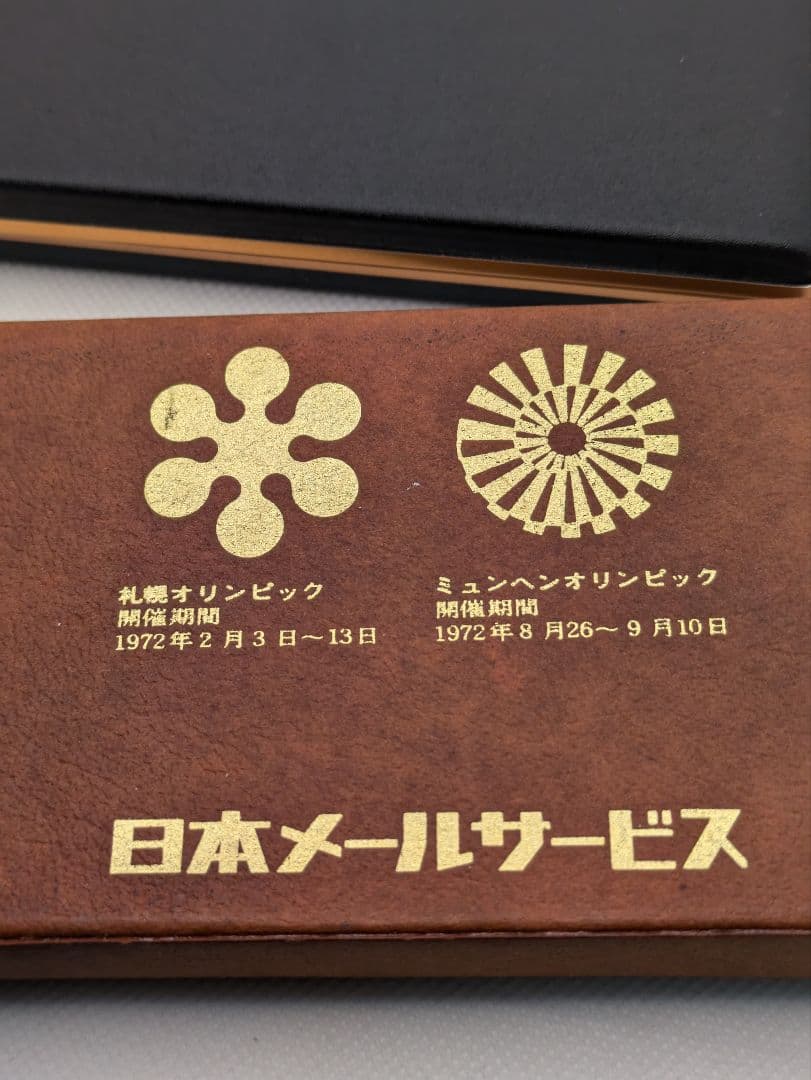 札幌オリンピック
開催期間
1972年2月3日〜13日
ミュンヘンオリンピック
開催期間
1972年8月26〜9月10日
日本メールサービス